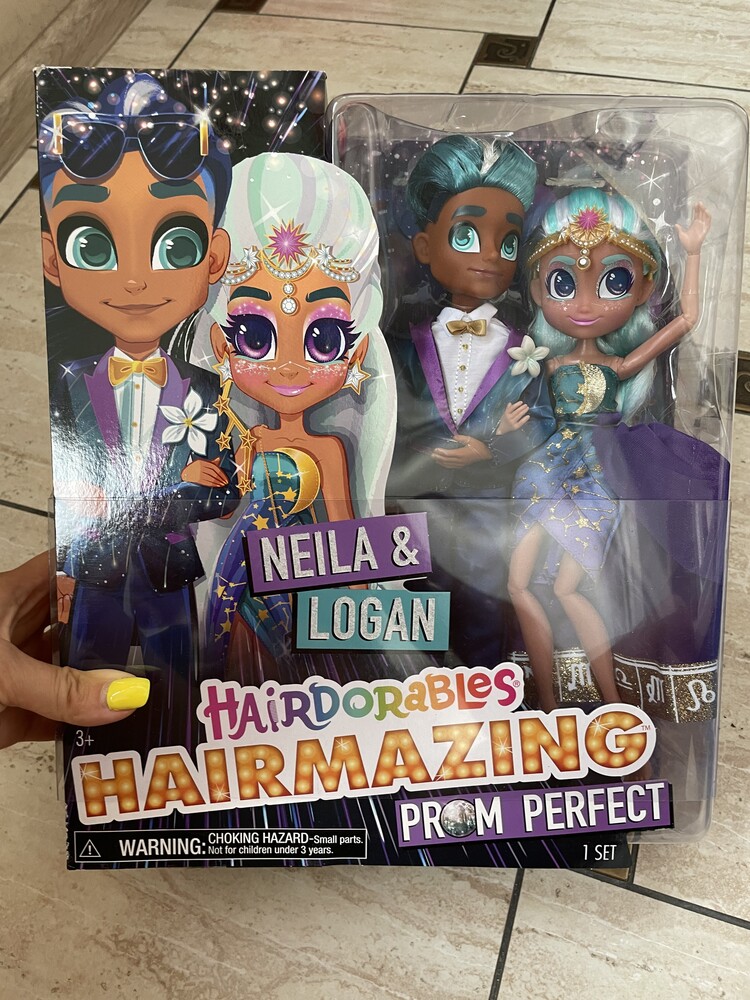 NEILA &
LOGAN
HAIRDORABLES®
3+
HAIRMAZING™
PROM PERFECT
WARNING: CHOKING HAZARD-Small parts.
Not for children under 3 years.
1 SET